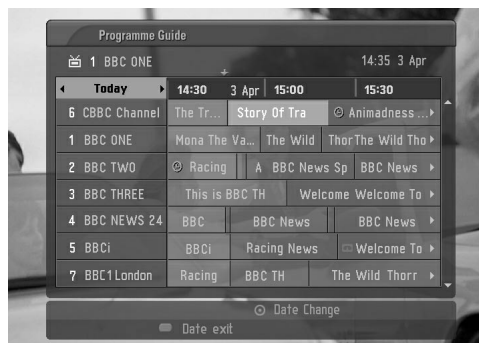 Programme Guide
1 BBC ONE 14:35 3 Apr
Today 14:30 3 Apr 15:00 15:30
6 CBBC Channel The Tr... Story Of Tra Animadness ...
1 BBC ONE Mona The Va... The Wild ThorThe Wild Tho
2 BBC TWO Racing A BBC News Sp BBC News
3 BBC THREE This is BBC TH Welcome Welcome To
4 BBC NEWS 24 BBC BBC News BBC News
5 BBCi BBCi Racing News Welcome To
7 BBC1 London Racing BBC TH The Wild Thorr
Date Change
Date exit